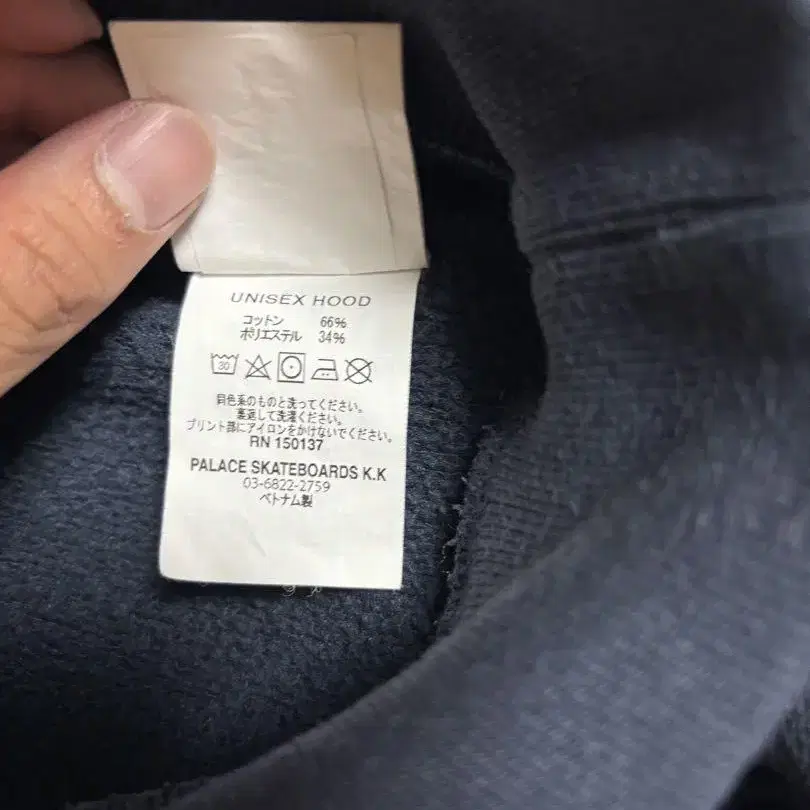 UNISEX HOOD
コットン 66%
ポリエステル 34%
30
同色系のものと洗ってください。
裏返して洗濯ください。
プリント部にアイロンをかけないでください。
RN 150137
PALACE SKATEBOARDS K.K
03-6822-2759
ベトナム製